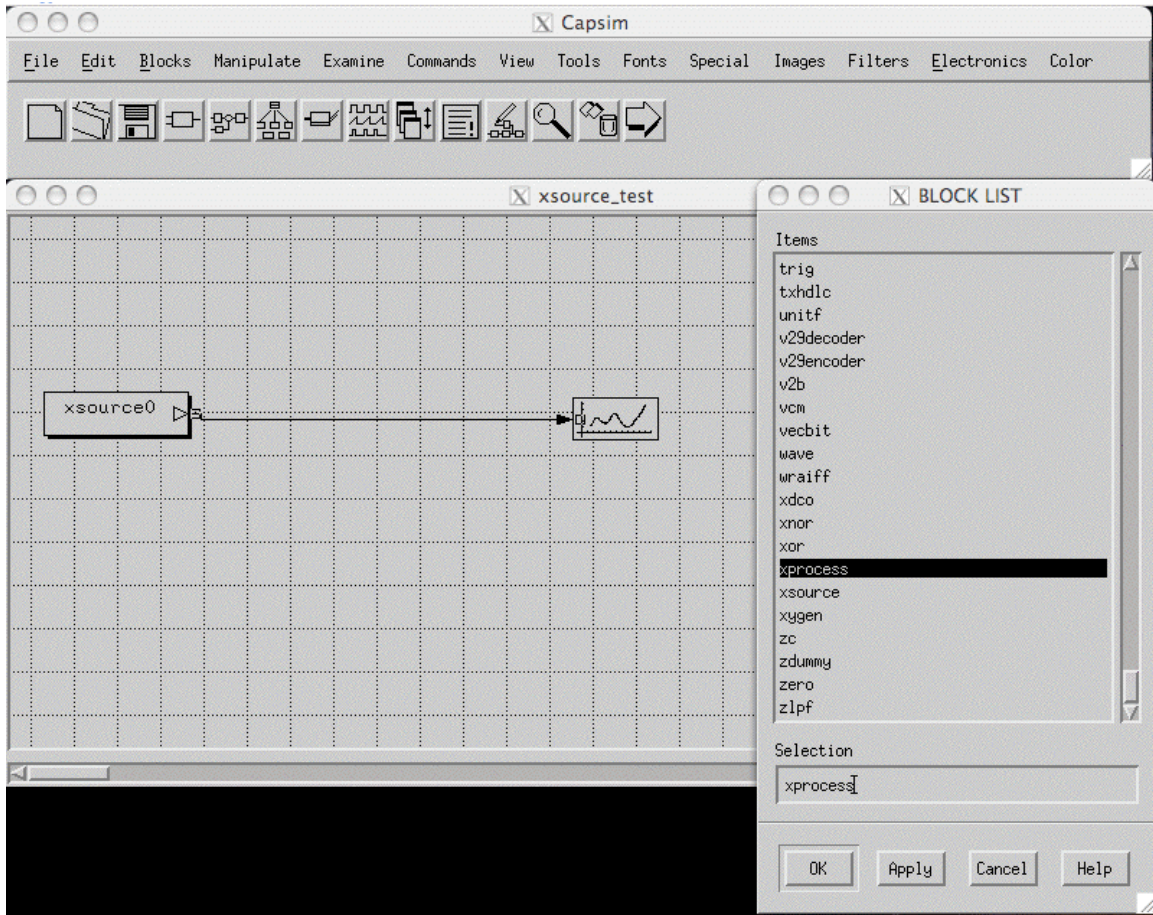 Capsim
File Edit Blocks Manipulate Examine Commands View Tools Fonts Special Images Filters Electronics Color
xsource_test
BLOCK LIST
xsource0
Items
trig
txhdlc
unitf
v29decoder
v29encoder
v2b
vcm
vecbit
wave
wraiff
xdco
xnor
xor
xprocess
xsource
xygen
zc
zdummy
zero
zlpf
Selection
xprocess
OK Apply Cancel Help